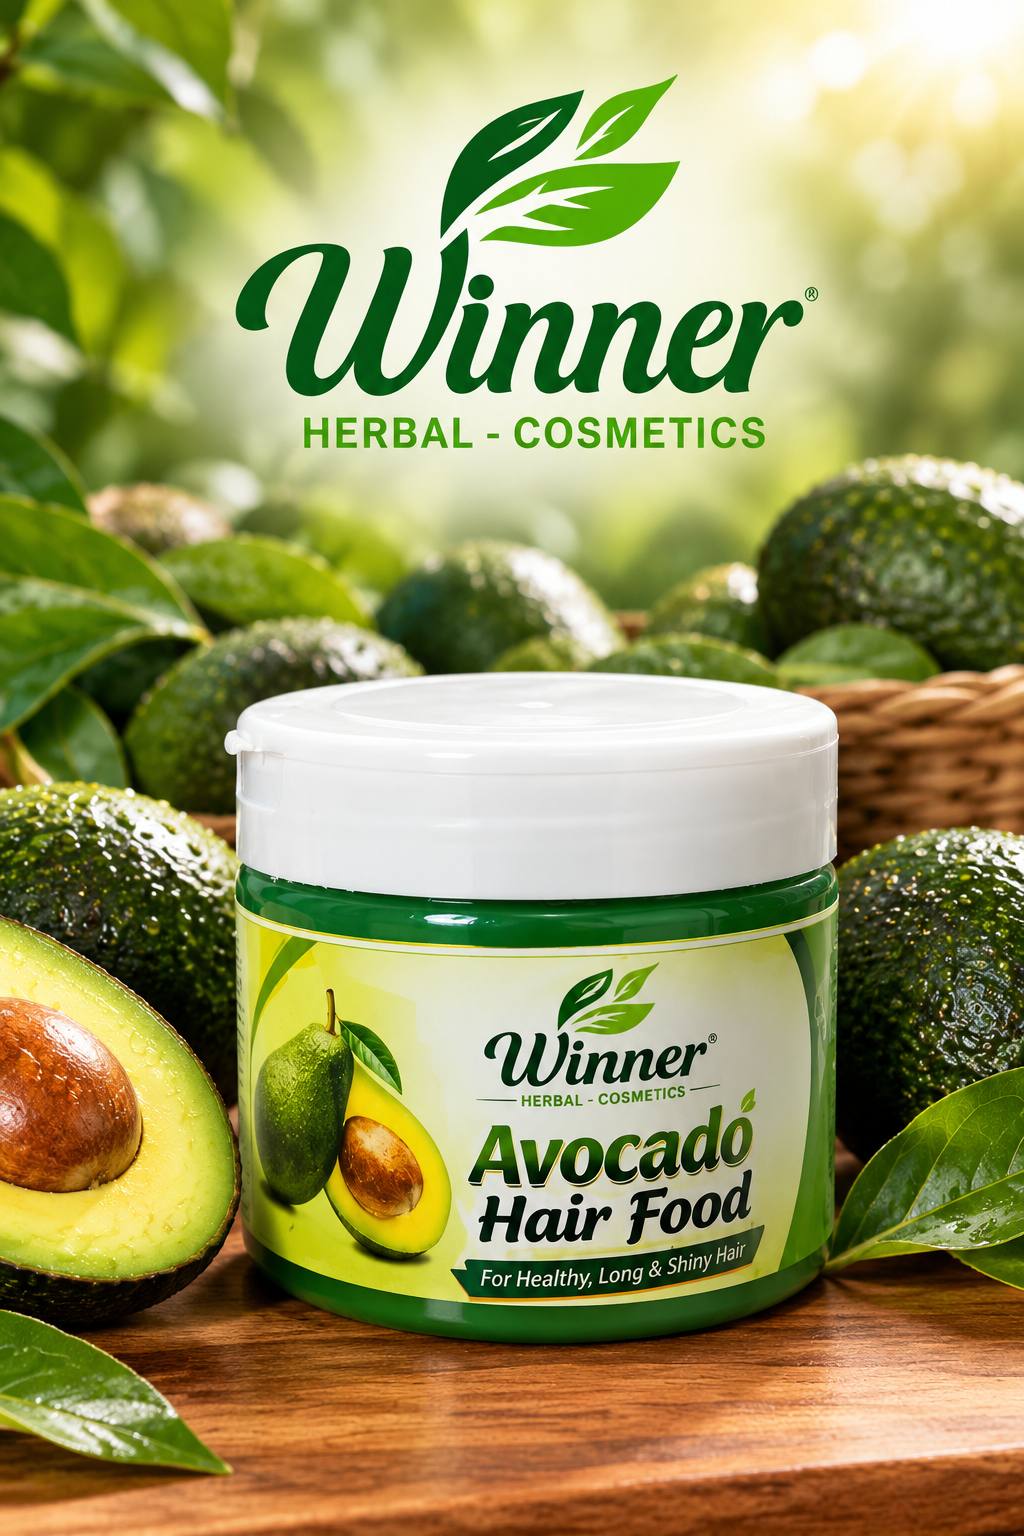 Winner®
HERBAL - COSMETICS
Winner®
HERBAL - COSMETICS
Avocado
Hair Food
For Healthy, Long & Shiny Hair